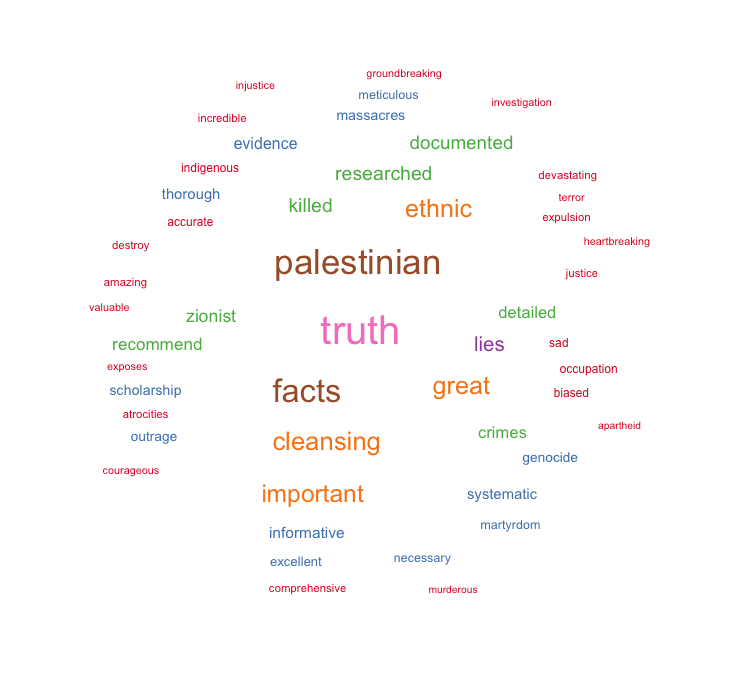 groundbreaking
injustice
meticulous
investigation
massacres
incredible
evidence
documented
indigenous
researched
devastating
thorough
terror
killed
ethnic
expulsion
accurate
heartbreaking
destroy
palestinian
justice
amazing
valuable
zionist
detailed
truth
recommend
lies
sad
exposes
occupation
scholarship
facts
great
biased
atrocities
apartheid
outrage
crimes
cleansing
genocide
courageous
important
systematic
martyrdom
informative
excellent
necessary
comprehensive
murderous